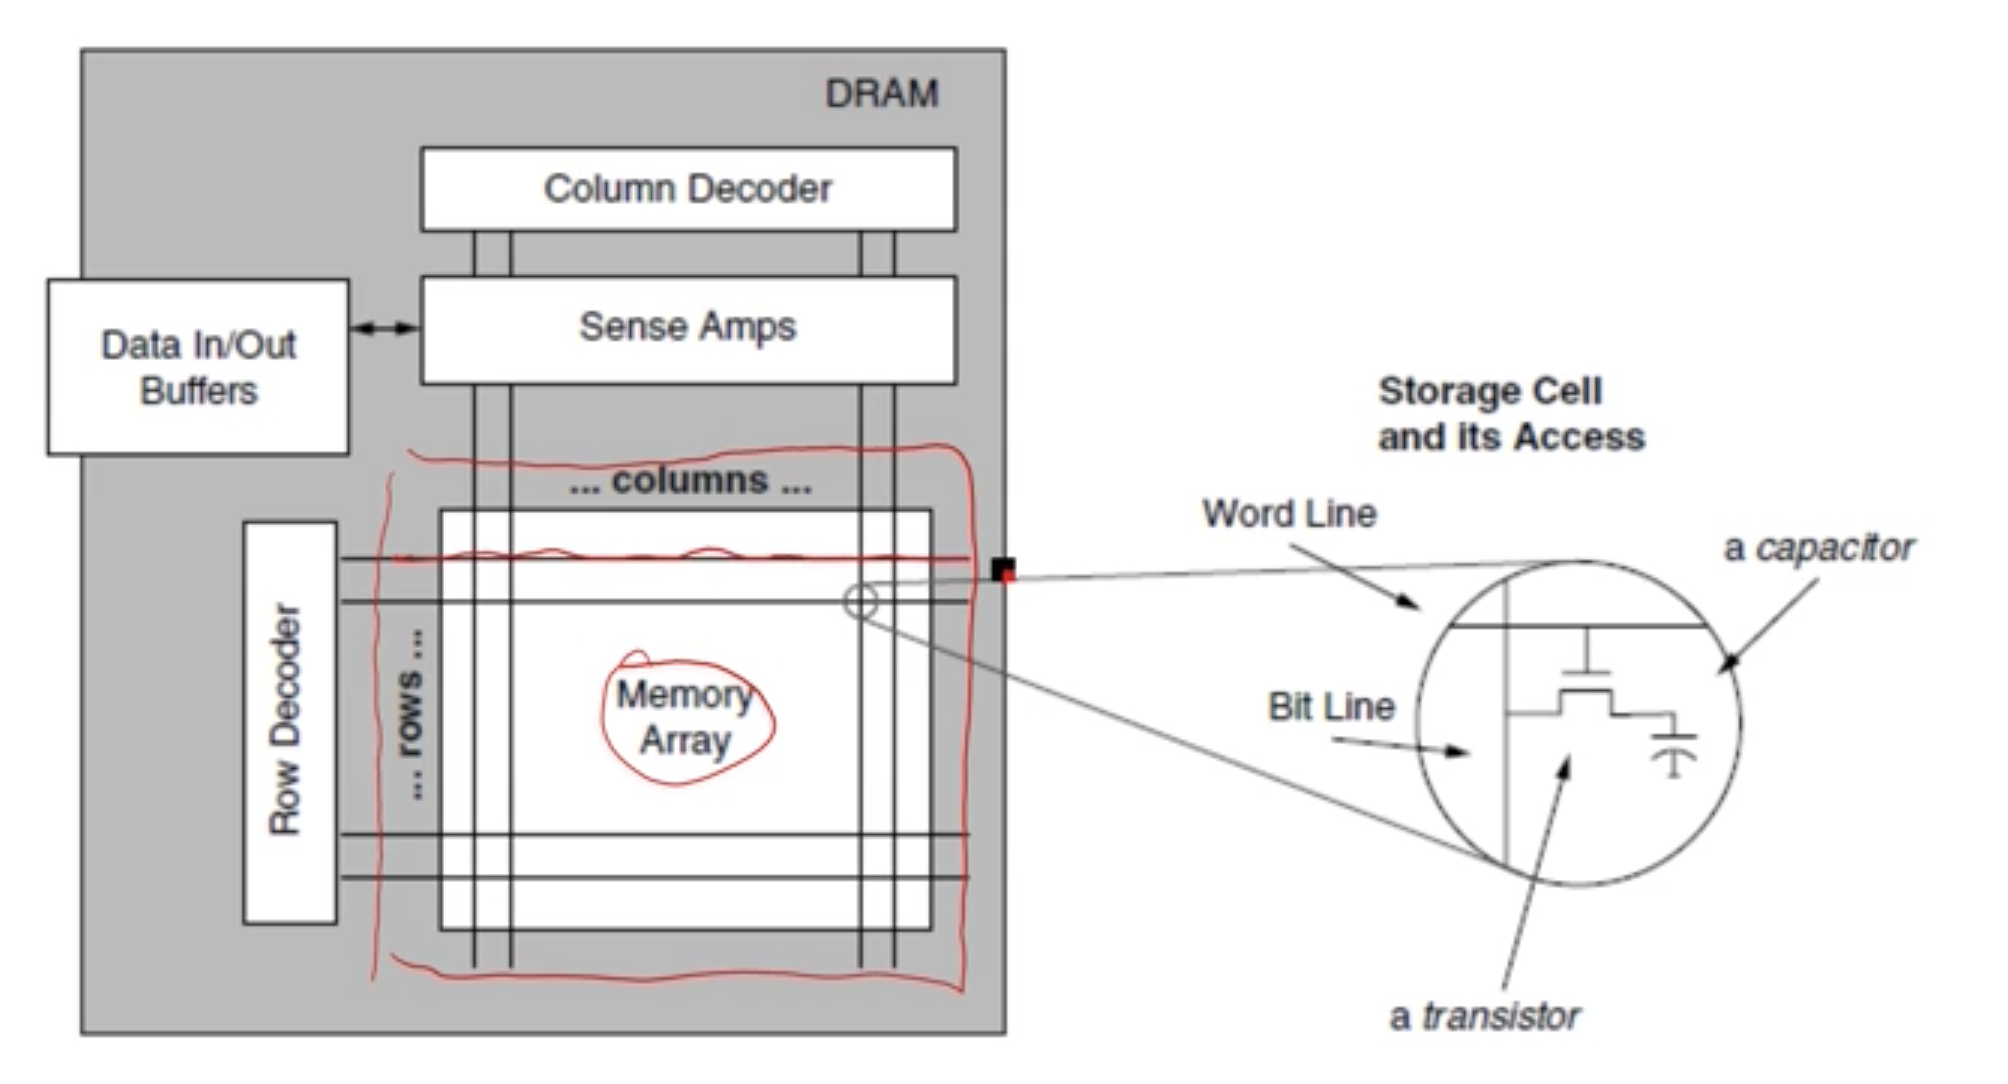 DRAM
Column Decoder
Sense Amps
Data In/Out
Buffers
... columns ...
Row Decoder
... rows ...
Memory
Array
Storage Cell
and its Access
Word Line
a capacitor
Bit Line
a transistor